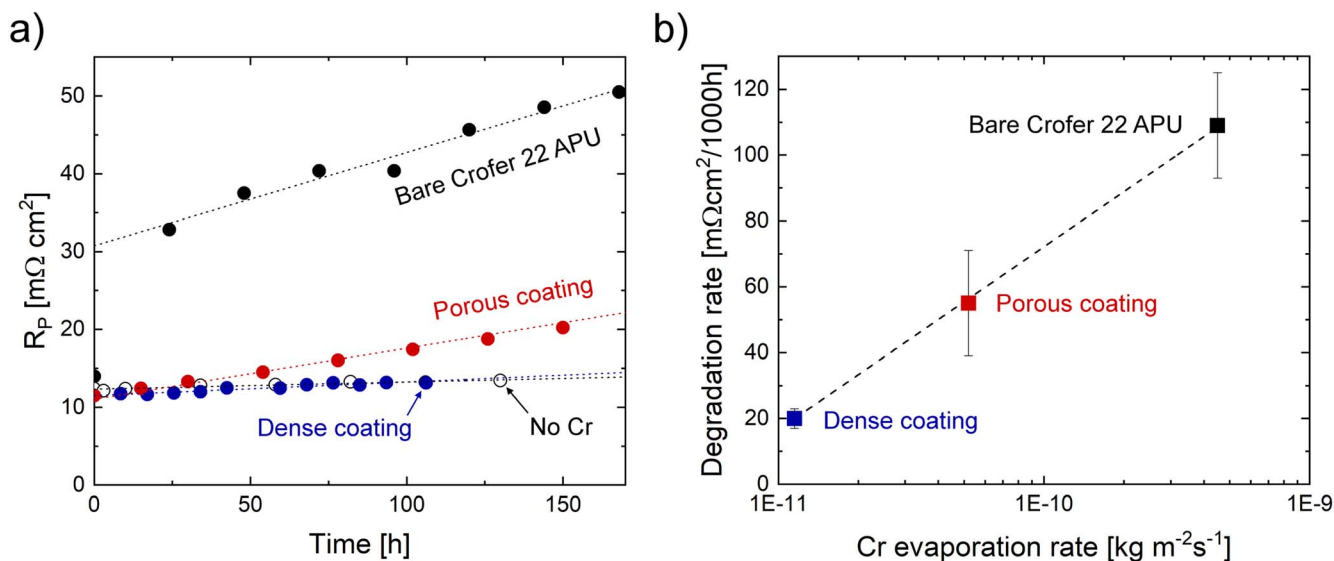 a)
R_P [mΩ cm²]
50
40
30
20
10
0
0
50
100
150
Time [h]
Bare Crofer 22 APU
Porous coating
Dense coating
No Cr
b)
Degradation rate [mΩcm²/1000h]
120
100
80
60
40
20
0
1E-11
1E-10
1E-9
Cr evaporation rate [kg m⁻²s⁻¹]
Bare Crofer 22 APU
Porous coating
Dense coating